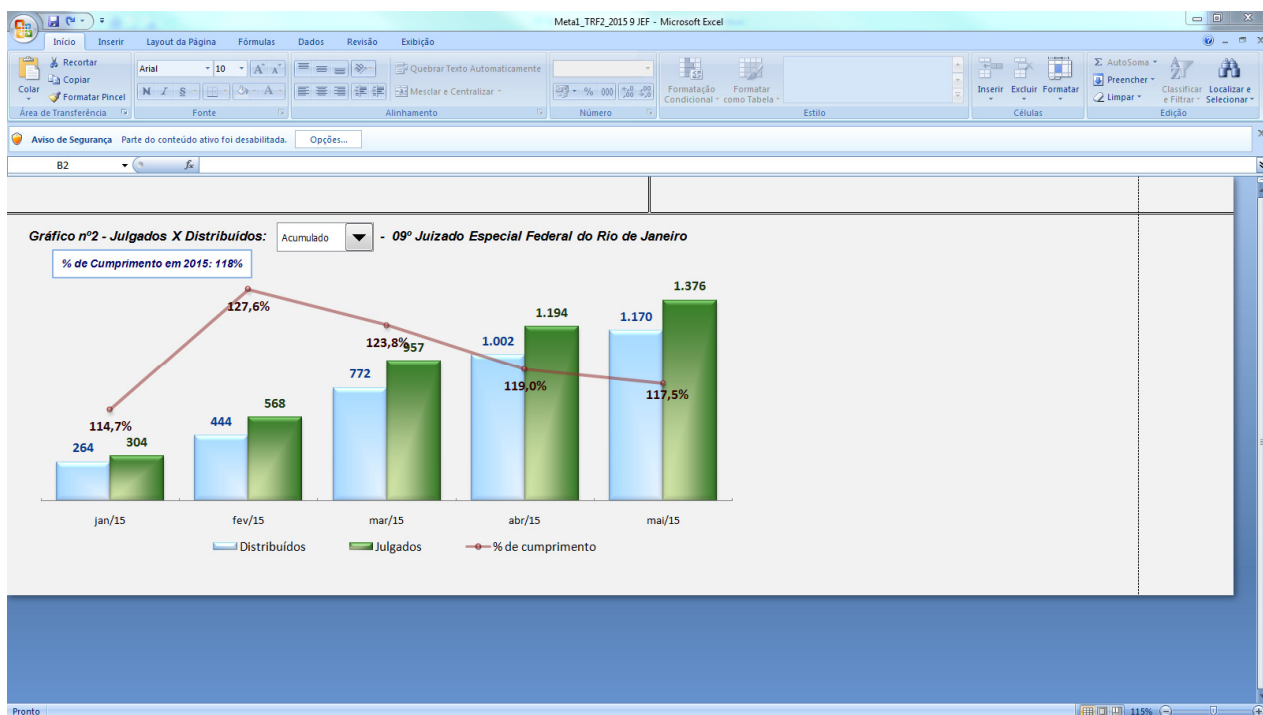 Meta1_TRF2_2015 9 JEF - Microsoft Excel
Início Inserir Layout da Página Fórmulas Dados Revisão Exibição
Colar
Recortar
Copiar
Formatar Pincel
Área de Transferência
Arial 10
N I S
Fonte
Quebrar Texto Automaticamente
Mesclar e Centralizar
Alinhamento
% 000
Número
Formatação Condicional
Formatar como Tabela
Estilo
Inserir Excluir Formatar
Células
Σ AutoSoma
Preencher
Limpar
Classificar e Filtrar
Localizar e Selecionar
Edição
Aviso de Segurança Parte do conteúdo ativo foi desabilitada. Opções...
B2 fx
Gráfico nº2 - Julgados X Distribuídos: Acumulado - 09º Juizado Especial Federal do Rio de Janeiro
% de Cumprimento em 2015: 118%
1.376
127,6%
1.194
1.170
123,8%
957
1.002
772
119,0%
117,5%
568
444
114,7%
304
264
jan/15 fev/15 mar/15 abr/15 mai/15
Distribuídos Julgados % de cumprimento
Pronto
115%